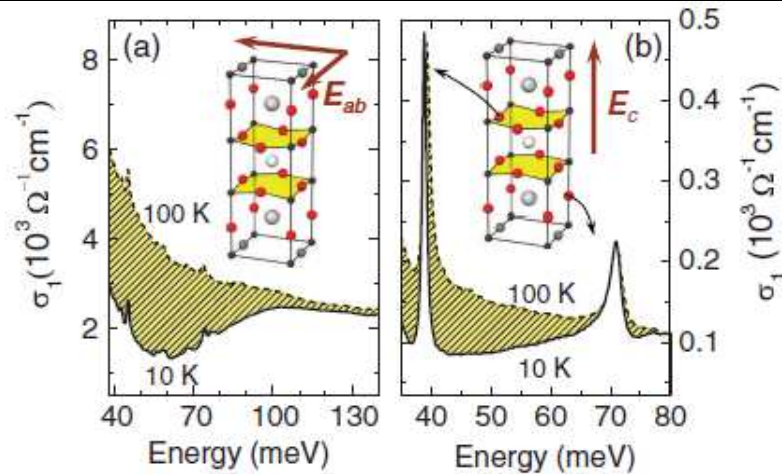 (a)
E_ab
100 K
10 K
σ₁(10³ Ω⁻¹cm⁻¹)
8
6
4
2
40 70 100 130
Energy (meV)
(b)
E_c
100 K
10 K
0.5
0.4
0.3
0.2
0.1
σ₁ (10³ Ω⁻¹cm⁻¹)
40 50 60 70 80
Energy (meV)